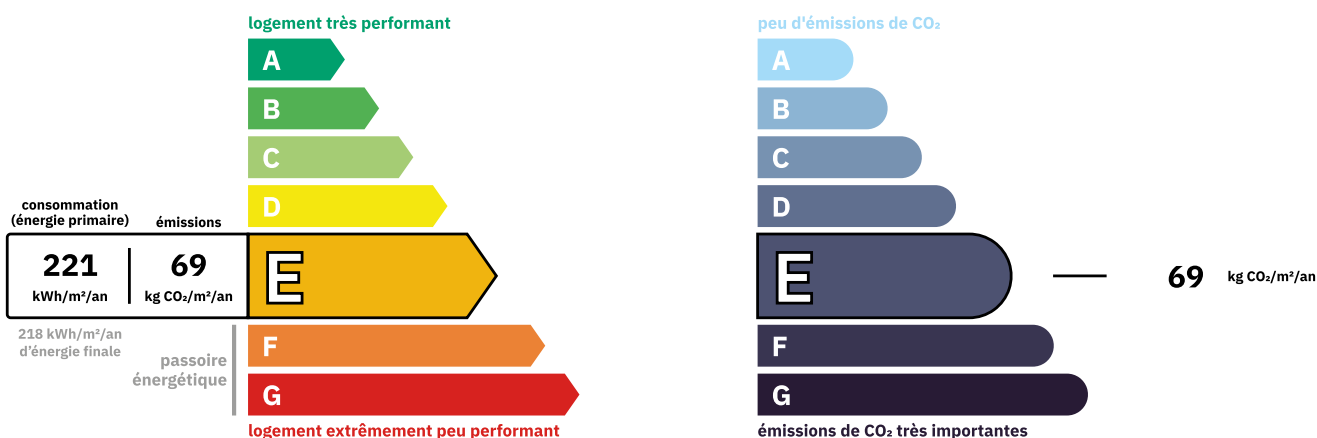 logement très performant
A
B
C
D
consommation
(énergie primaire)
émissions
221
kWh/m²/an
69
kg CO₂/m²/an
E
218 kWh/m²/an
d'énergie finale
passoire
énergétique
F
G
logement extrêmement peu performant
peu d'émissions de CO₂
A
B
C
D
E
69 kg CO₂/m²/an
F
G
émissions de CO₂ très importantes